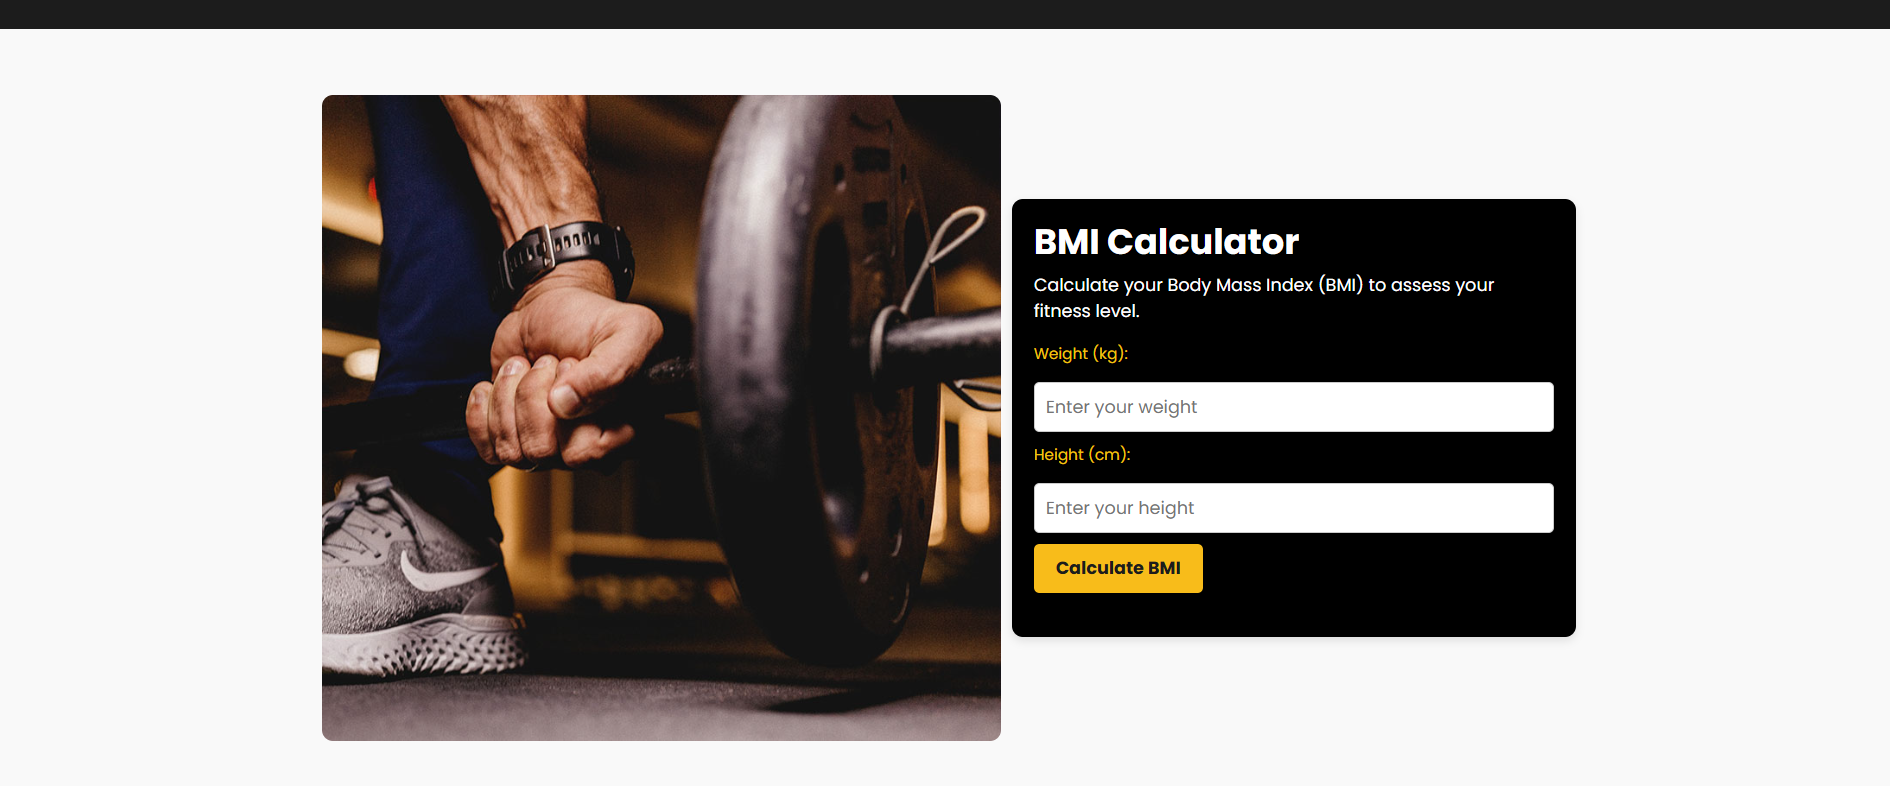 BMI Calculator
Calculate your Body Mass Index (BMI) to assess your
fitness level.
Weight (kg):
Enter your weight
Height (cm):
Enter your height
Calculate BMI